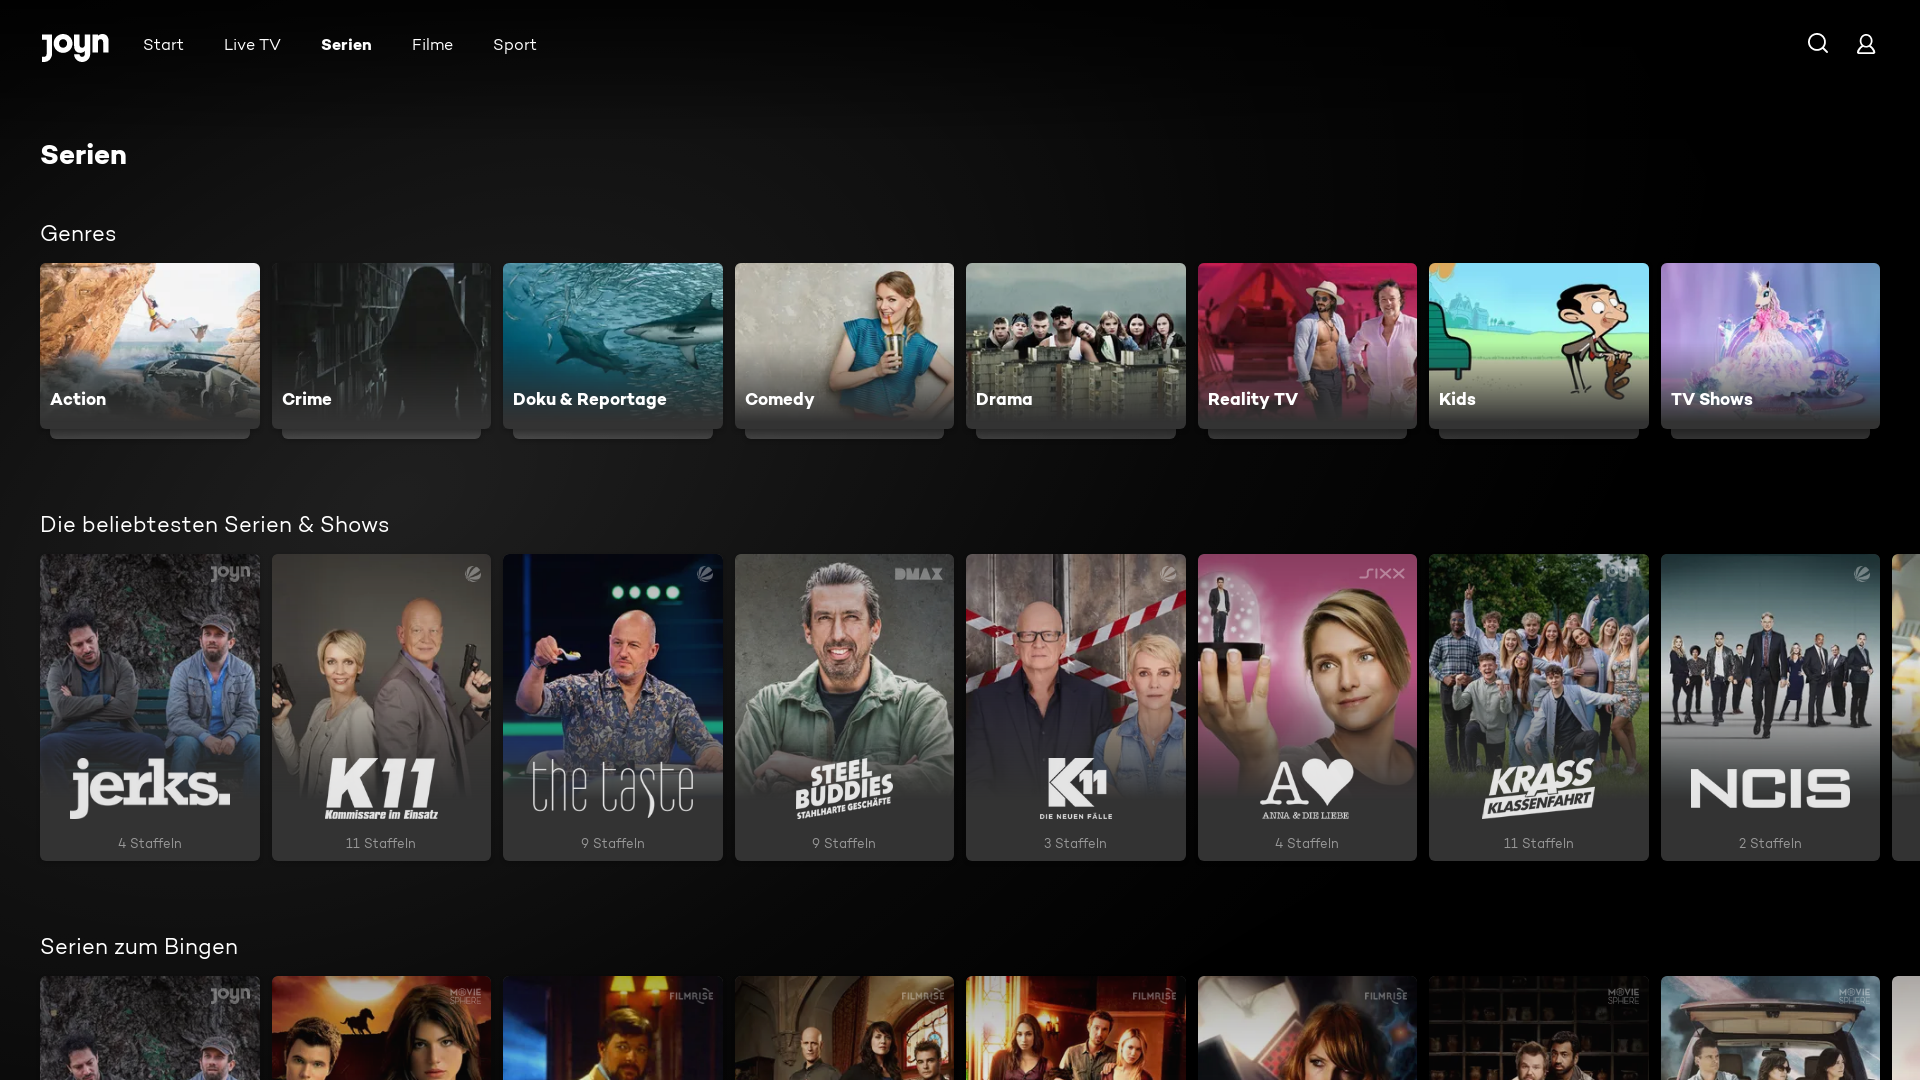 joyn
Start
Live TV
Serien
Filme
Sport
Serien
Genres
Action
Crime
Doku & Reportage
Comedy
Drama
Reality TV
Kids
TV Shows
Die beliebtesten Serien & Shows
joyn
jerks.
4 Staffeln
K11
Kommissare im Einsatz
11 Staffeln
the taste
9 Staffeln
DMAX
STEEL
BUDDIES
STAHLHARTE GESCHÄFTE
9 Staffeln
K11
DIE NEUEN FÄLLE
3 Staffeln
SIXX
A
ANNA & DIE LIEBE
4 Staffeln
joyn
KRASS
KLASSENFAHRT
11 Staffeln
NCIS
2 Staffeln
Serien zum Bingen
joyn
MOVIE
SPHERE
FILMRISE
FILMRISE
FILMRISE
FILMRISE
MOVIE
SPHERE
MOVIE
SPHERE